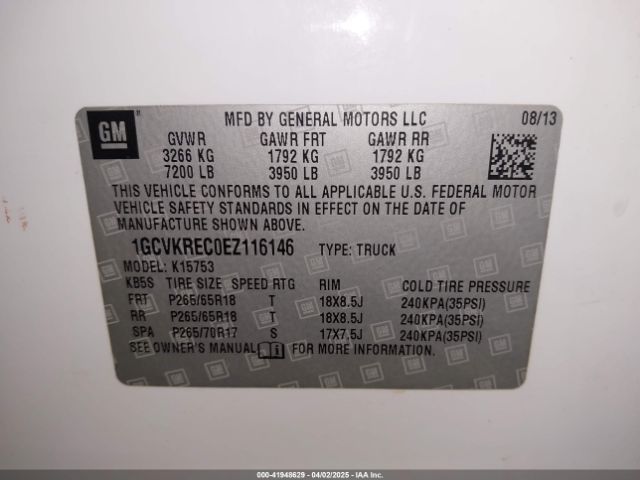 GM
MFD BY GENERAL MOTORS LLC 08/13
GVWR GAWR FRT GAWR RR
3266 KG 1792 KG 1792 KG
7200 LB 3950 LB 3950 LB
THIS VEHICLE CONFORMS TO ALL APPLICABLE U.S. FEDERAL MOTOR
VEHICLE SAFETY STANDARDS IN EFFECT ON THE DATE OF
MANUFACTURE SHOWN ABOVE.
1GCVKREC0EZ116146 TYPE: TRUCK
MODEL: K15753
KB5S TIRE SIZE SPEED RTG RIM COLD TIRE PRESSURE
FRT P265/65R18 T 18X8.5J 240KPA(35PSI)
RR P265/65R18 T 18X8.5J 240KPA(35PSI)
SPA P265/70R17 S 17X7.5J 240KPA(35PSI)
SEE OWNER'S MANUAL FOR MORE INFORMATION.
000-41948629 - 04/02/2025 - IAA Inc.